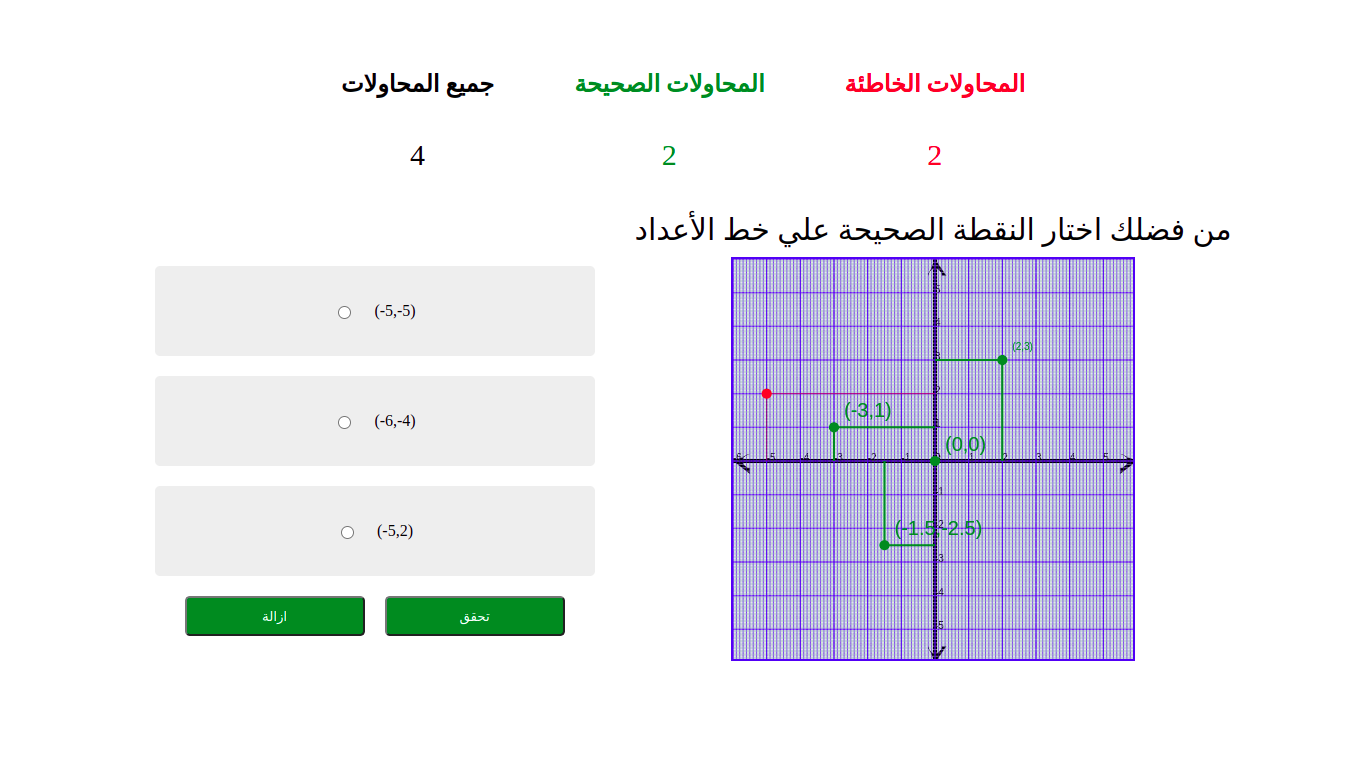 جميع المحاولات
المحاولات الصحيحة
المحاولات الخاطئة
4
2
2
من فضلك اختار النقطة الصحيحة علي خط الأعداد
(-5,-5)
(-6,-4)
(-5,2)
ازالة
تحقق
5
4
(2,3)
3
2
(-3,1)
1
(0,0)
-6 -5 -4 -3 -2 -1 0 2 3 4 5
-1
(-1.5,-2.5)
-2
-3
-4
-5